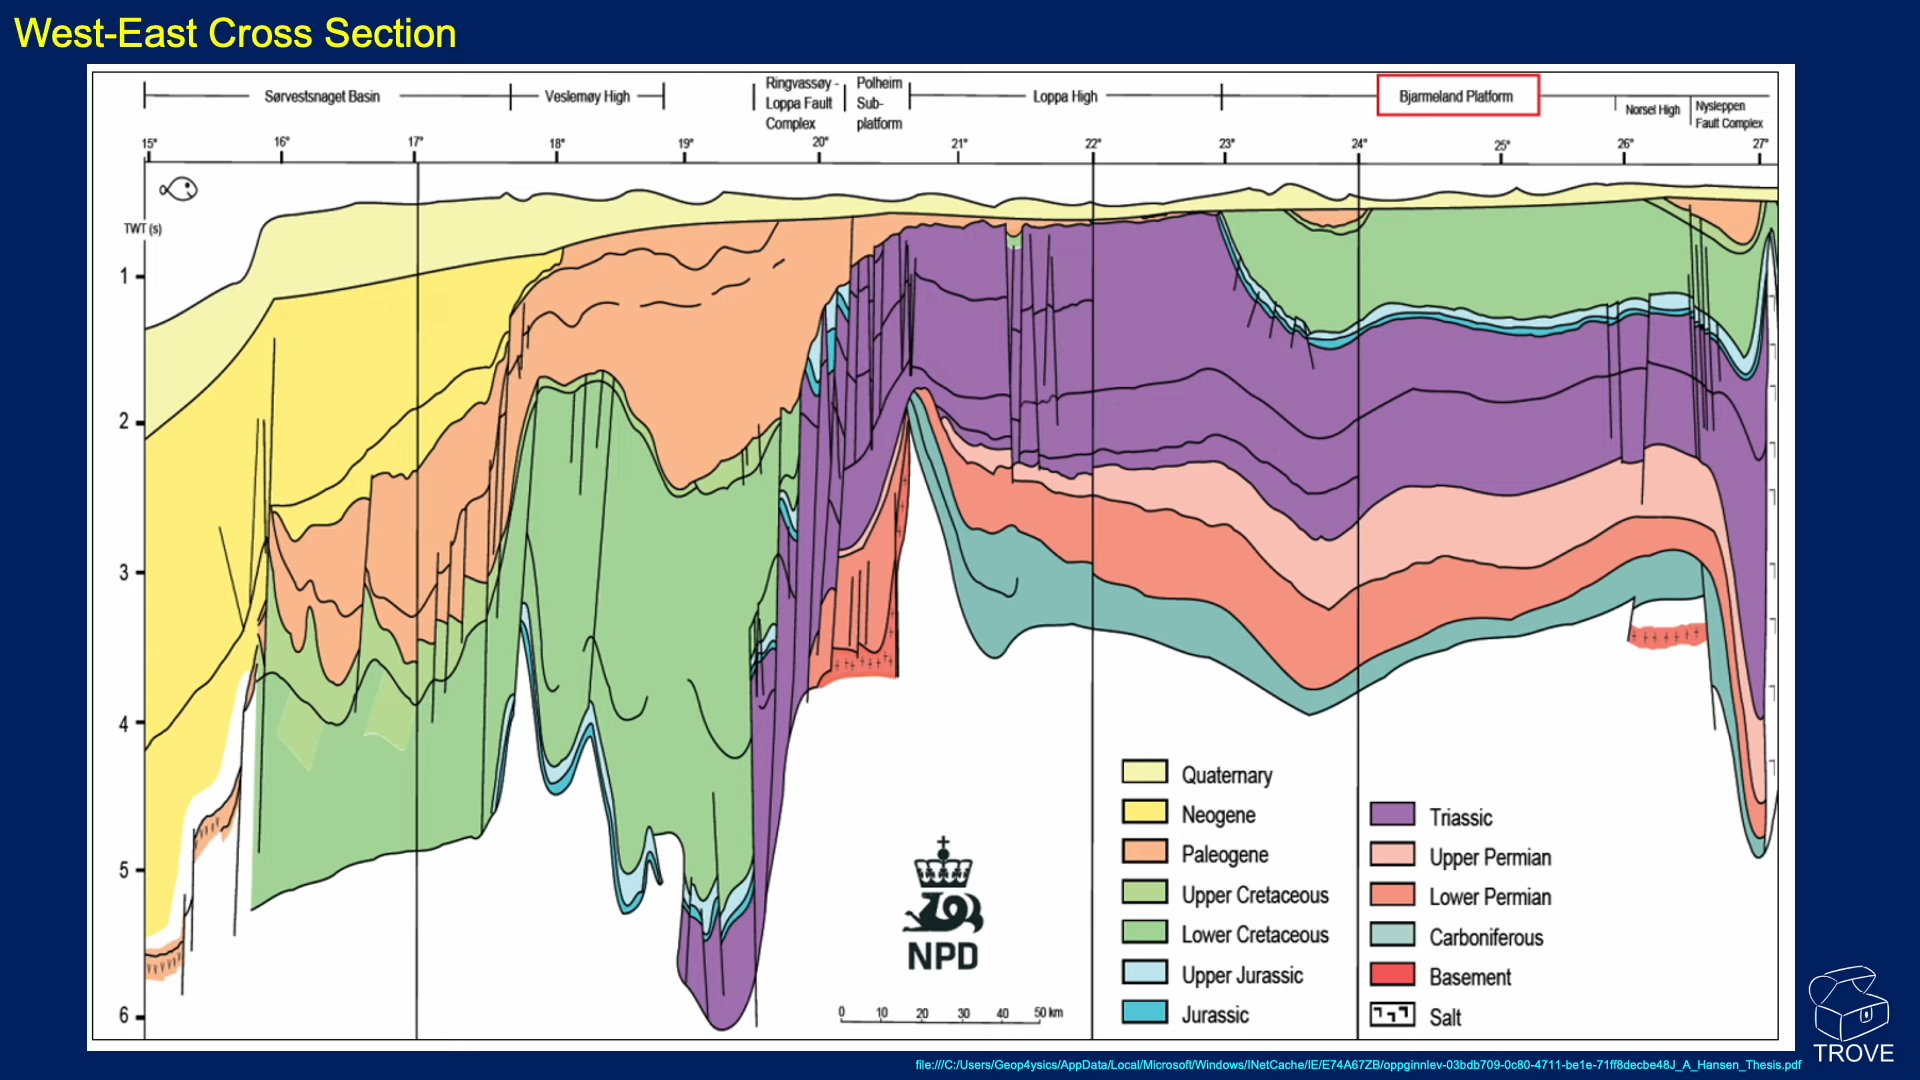 West-East Cross Section
Sørvestsnaget Basin
Veslemøy High
Ringvassøy -
Loppa Fault
Complex
Polheim
Sub-
platform
Loppa High
Bjarmeland Platform
Norsel High
Nysleppen
Fault Complex
15° 16° 17° 18° 19° 20° 21° 22° 23° 24° 25° 26° 27°
TWT (s)
1
2
3
4
5
6
Quaternary
Neogene
Paleogene
Upper Cretaceous
Lower Cretaceous
Upper Jurassic
Jurassic
Triassic
Upper Permian
Lower Permian
Carboniferous
Basement
Salt
NPD
0 10 20 30 40 50 km
TROVE
file:///C:/Users/Geop4ysics/AppData/Local/Microsoft/Windows/INetCache/IE/E74A67ZB/oppginnlev-03bdb709-0c80-4711-be1e-71ff8decbe48J_A_Hansen_Thesis.pdf